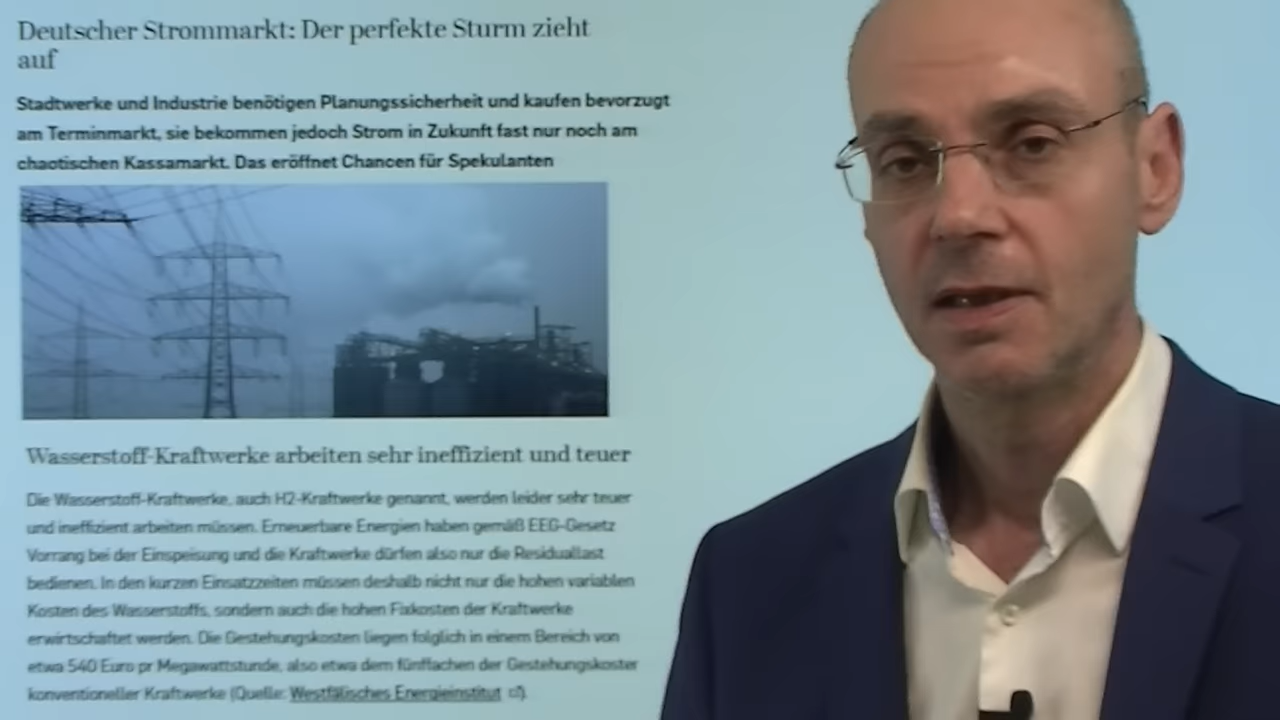 Deutscher Strommarkt: Der perfekte Sturm zieht
auf
Stadtwerke und Industrie benötigen Planungssicherheit und kaufen bevorzugt
am Terminmarkt, sie bekommen jedoch Strom in Zukunft fast nur noch am
chaotischen Kassamarkt. Das eröffnet Chancen für Spekulanten
Wasserstoff-Kraftwerke arbeiten sehr ineffizient und teuer
Die Wasserstoff-Kraftwerke, auch H2-Kraftwerke genannt, werden leider sehr teuer
und ineffizient arbeiten müssen. Erneuerbare Energien haben gemäß EEG-Gesetz
Vorrang bei der Einspeisung und die Kraftwerke dürfen also nur die Residuallast
bedienen. In den kurzen Einsatzzeiten müssen deshalb nicht nur die hohen variablen
Kosten des Wasserstoffs, sondern auch die hohen Fixkosten der Kraftwerke
erwirtschaftet werden. Die Gestehungskosten liegen folglich in einem Bereich von
etwa 540 Euro pr Megawattstunde, also etwa dem fünffachen der Gestehungskoster
konventioneller Kraftwerke (Quelle: Westfälisches Energieinstitut).